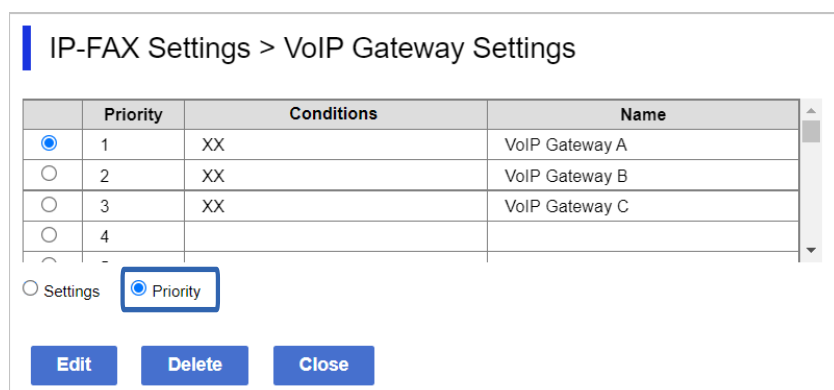 IP-FAX Settings > VoIP Gateway Settings
Priority Conditions Name
1 XX VoIP Gateway A
2 XX VoIP Gateway B
3 XX VoIP Gateway C
4
Settings Priority
Edit Delete Close